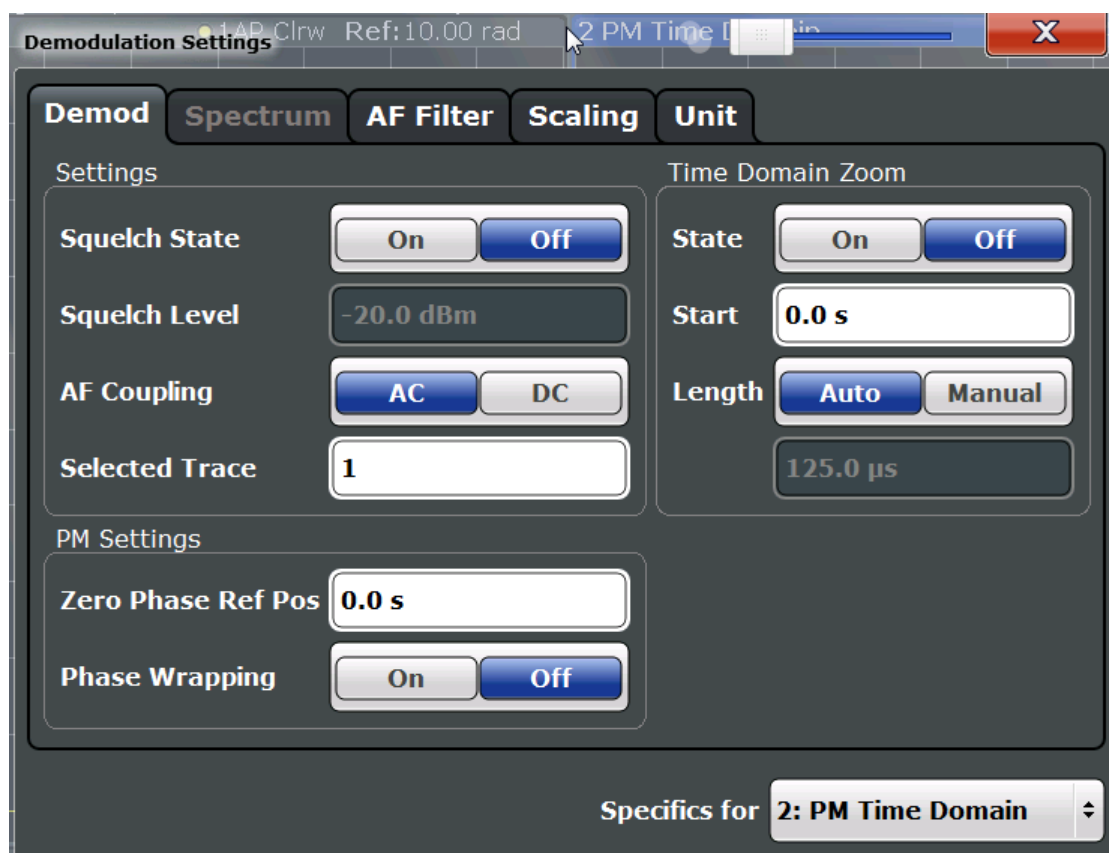 1AP Clrw Ref:10.00 rad 2 PM Time
Demodulation Settings
X
Demod Spectrum AF Filter Scaling Unit
Settings
Squelch State On Off
Squelch Level -20.0 dBm
AF Coupling AC DC
Selected Trace 1
Time Domain Zoom
State On Off
Start 0.0 s
Length Auto Manual
125.0 µs
PM Settings
Zero Phase Ref Pos 0.0 s
Phase Wrapping On Off
Specifics for 2: PM Time Domain